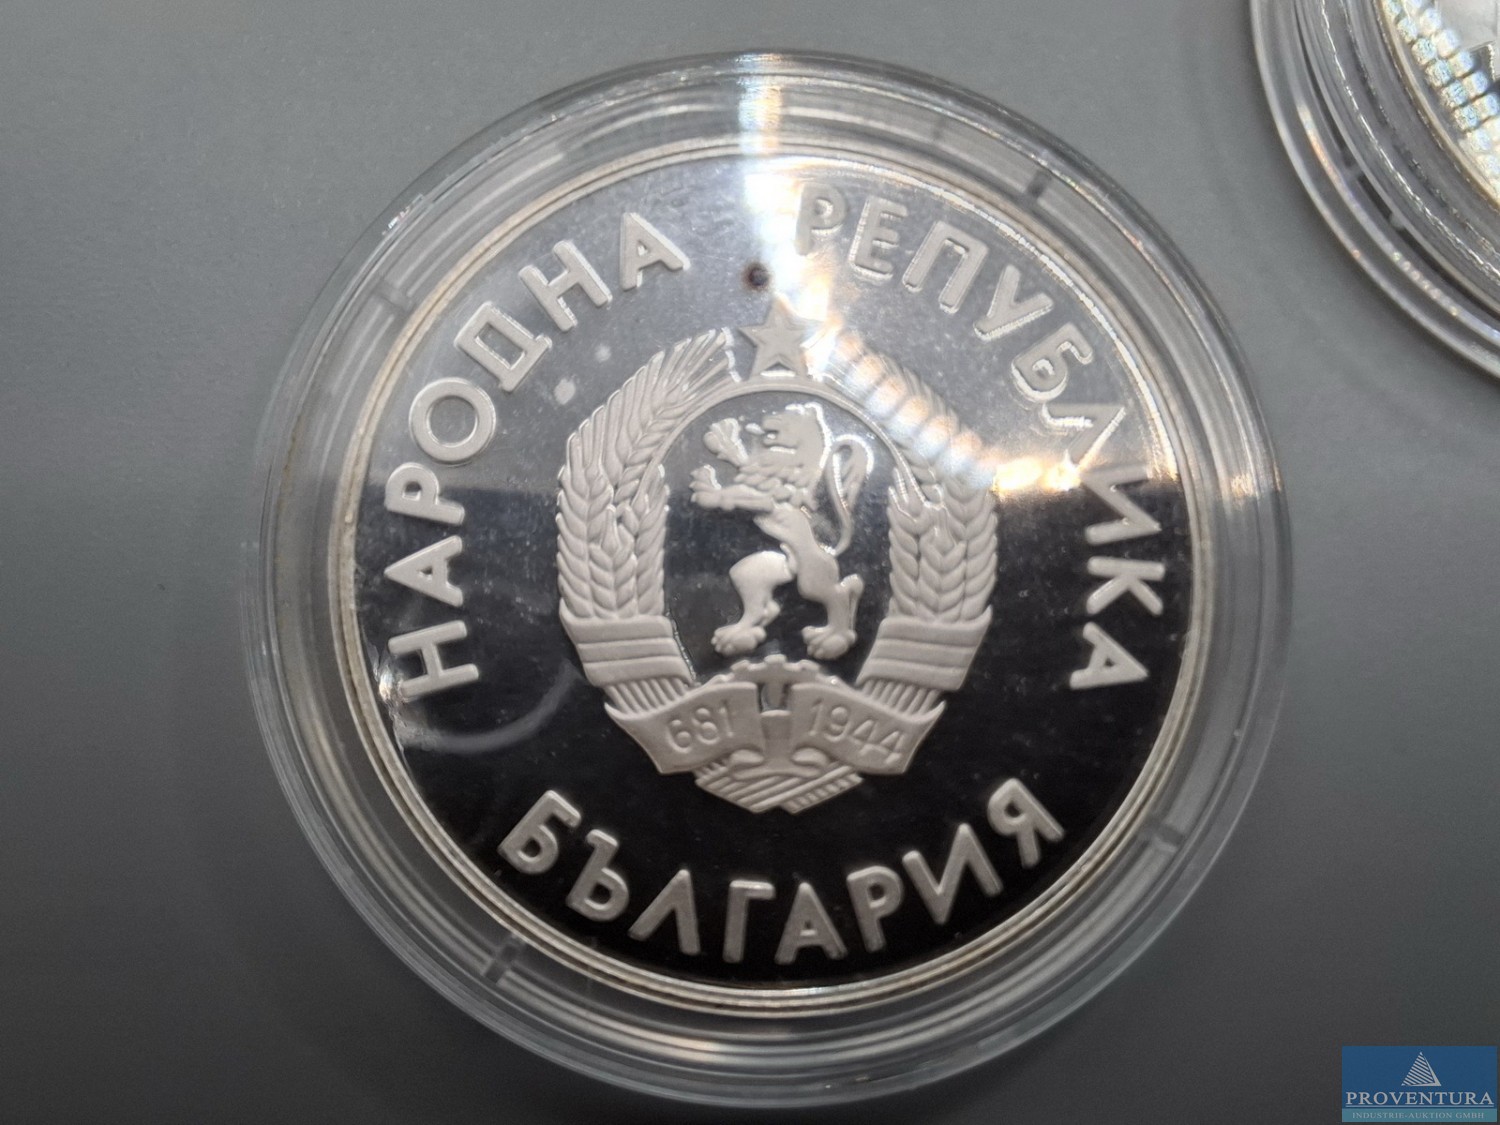 НАРОДНА РЕПУБЛИКА
681 1944
БЪЛГАРИЯ
PROVENTURA
INDUSTRIE-AUKTION GMBH